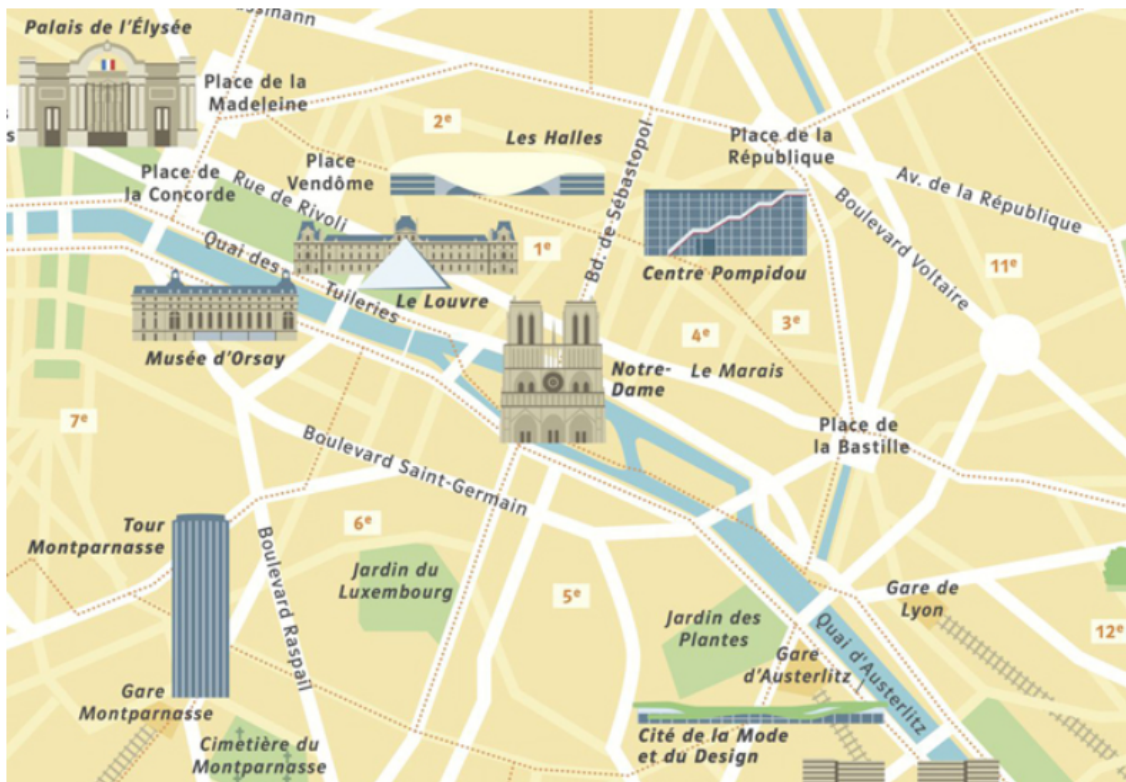 Palais de l'Élysée
ssmann
Place de la
Madeleine
2e
Les Halles
Bd. de Sébastopol
Place de la
République
Av. de la République
Place de
la Concorde
Place
Vendôme
Rue de Rivoli
Quai des
Tuileries
1e
Le Louvre
Centre Pompidou
Boulevard Voltaire
11e
Musée d'Orsay
3e
4e
Le Marais
Notre-
Dame
7e
Place de
la Bastille
Boulevard Saint-Germain
Tour
Montparnasse
6e
Boulevard Raspail
Jardin du
Luxembourg
5e
Jardin des
Plantes
Gare de
Lyon
12e
Gare
d'Austerlitz
Quai d'Austerlitz
Gare
Montparnasse
Cimetière du
Montparnasse
Cité de la Mode
et du Design